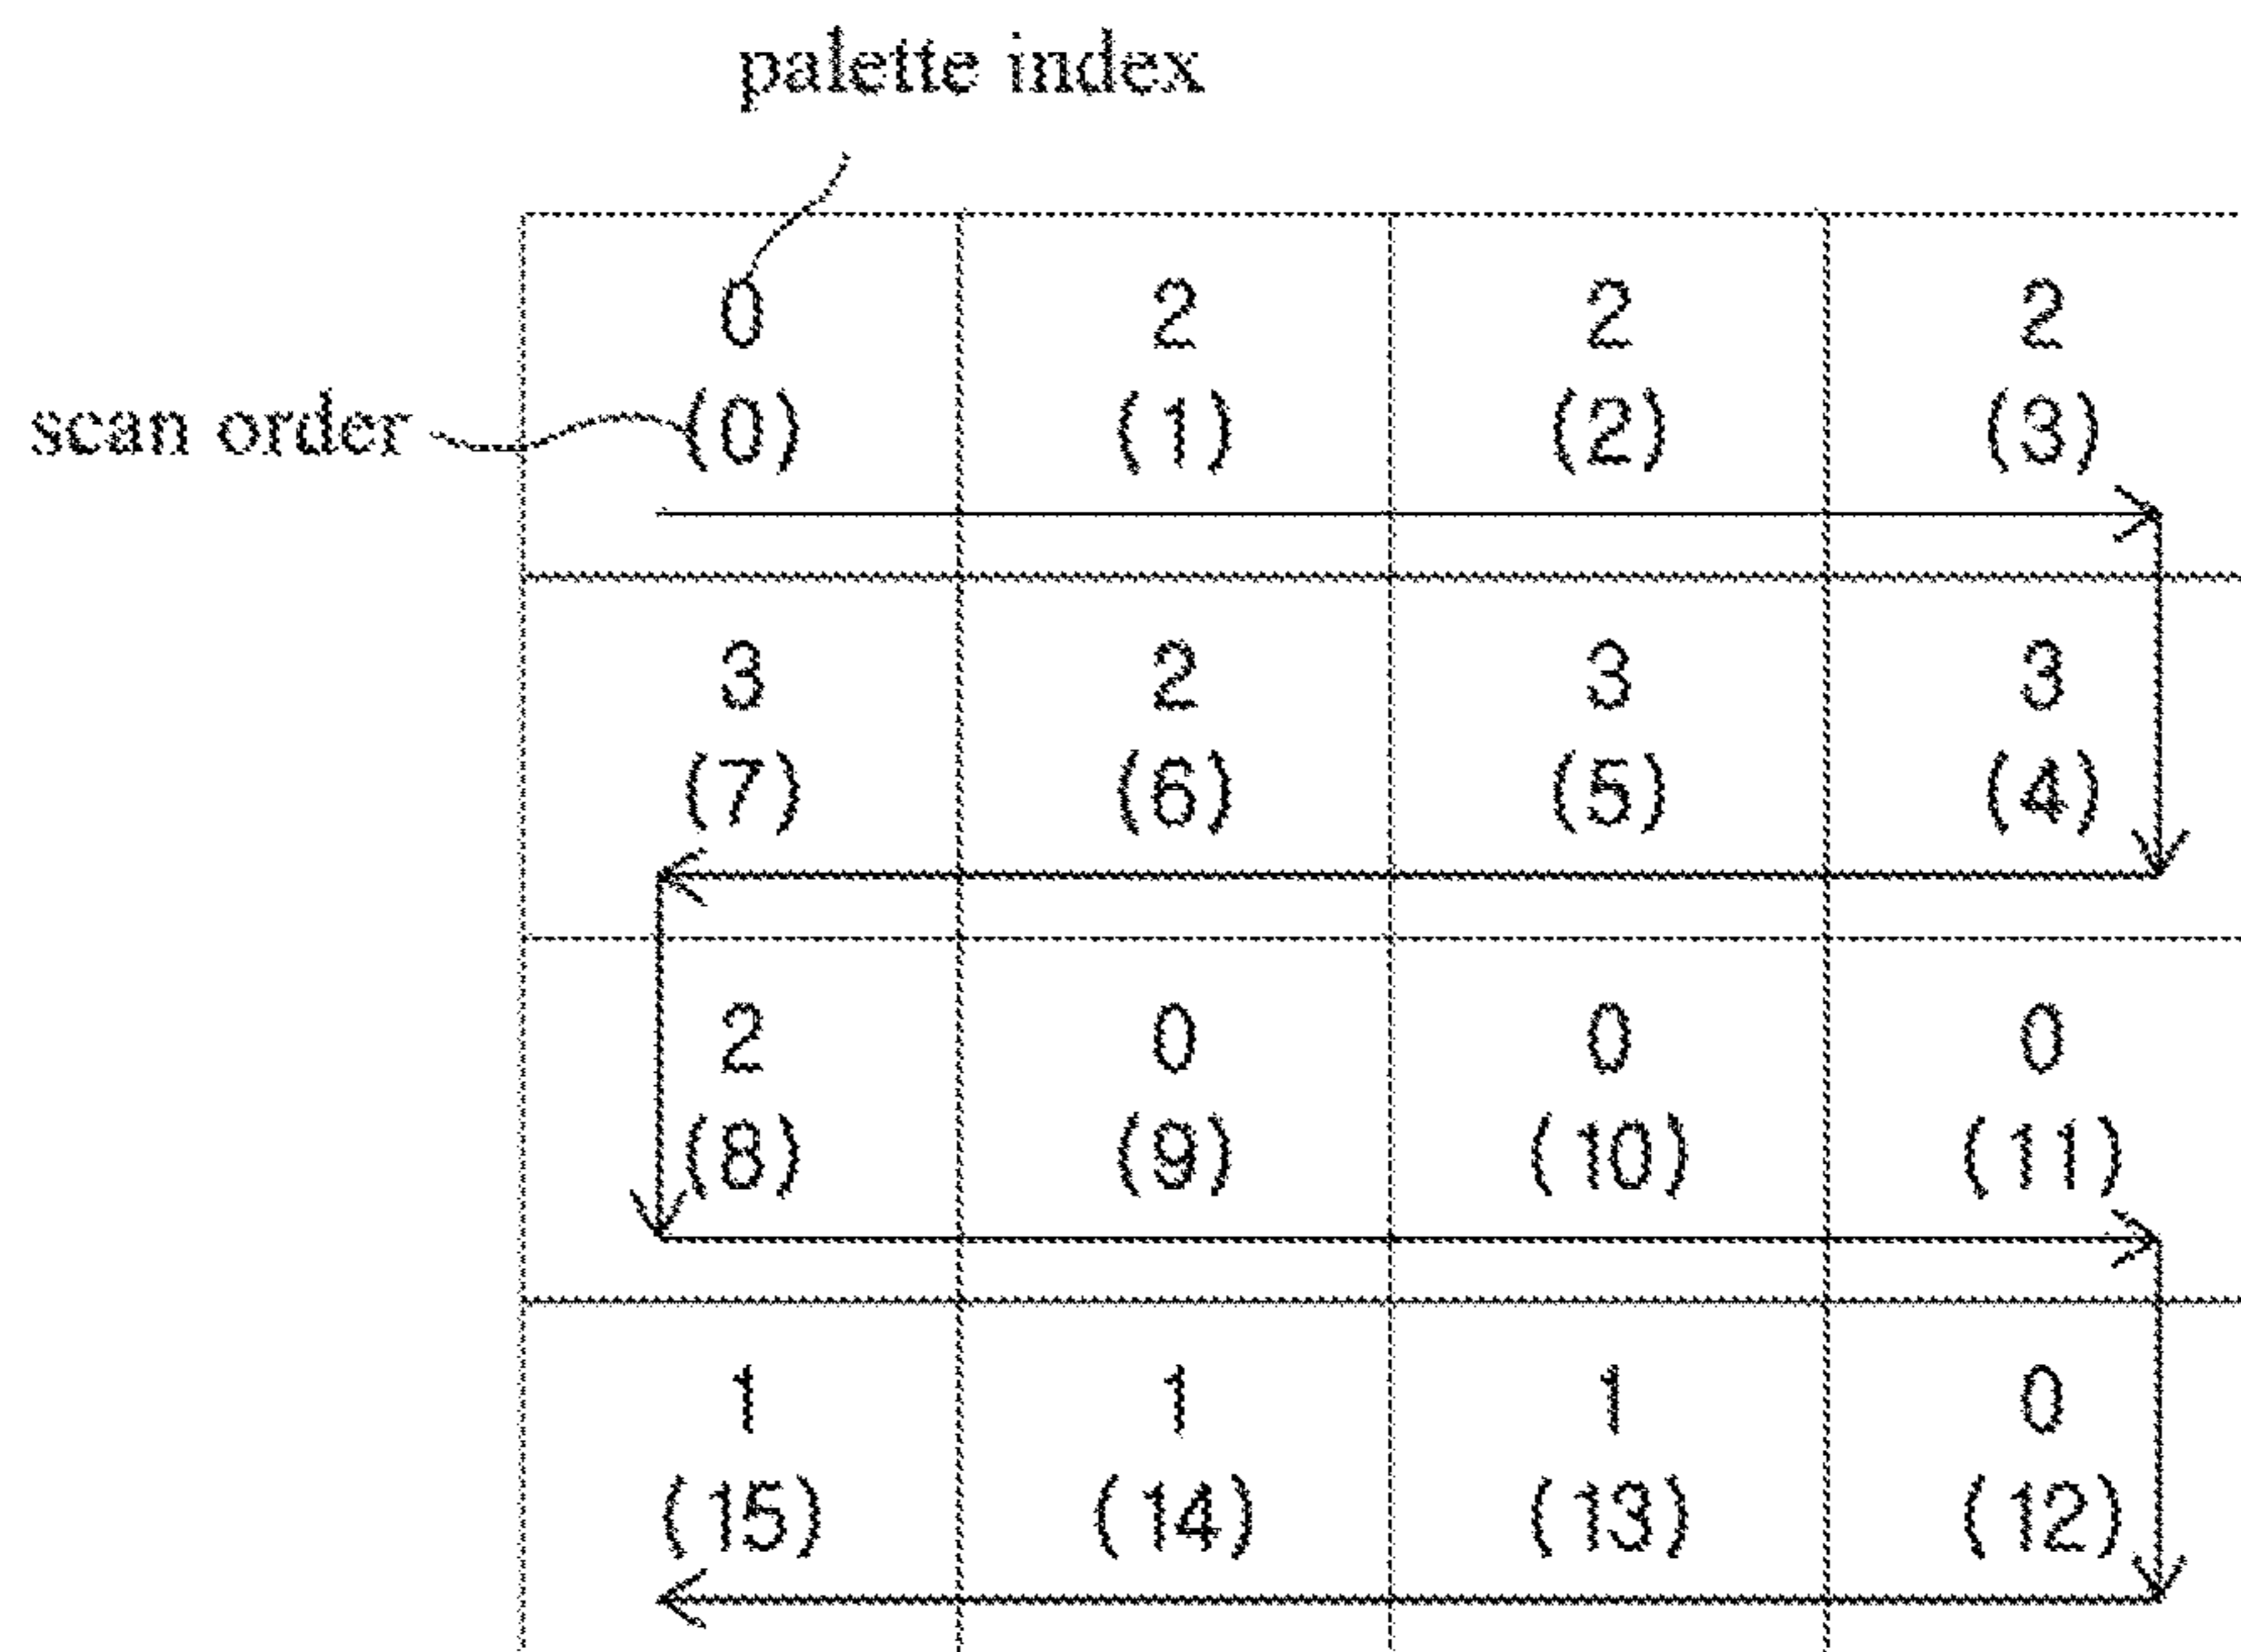 palette index
0 2 2 2
scan order (0) (1) (2) (3)
3 2 3 3
(7) (6) (5) (4)
2 0 0 0
(8) (9) (10) (11)
1 1 1 0
(15) (14) (13) (12)